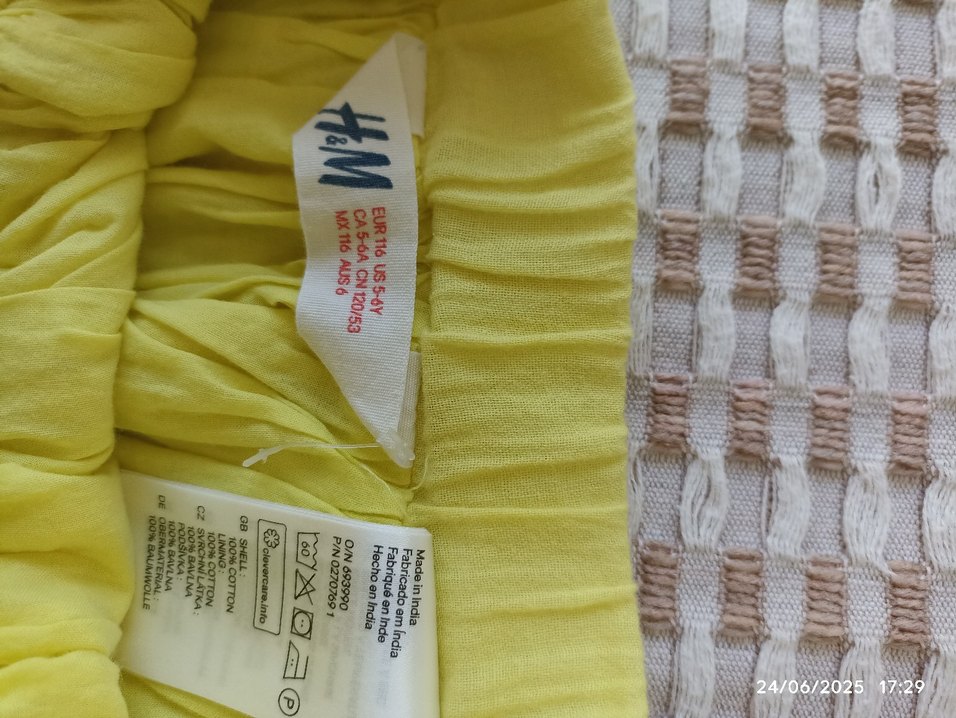 H&M
EUR 116 US 5-6Y
CA 5-6A CN 120/53
MX 116 AUS 6
Made in India
Fabricado em Índia
Fabriqué en Inde
Hecho en India
O/N 693990
P/N 0270769 1
60
P
clevercare.info
GB SHELL:
100% COTTON
LINING:
100% COTTON
CZ SVRCHNÍ LÁTKA:
100% BAVLNA
PODŠÍVKA:
100% BAVLNA
DE OBERMATERIAL:
100% BAUMWOLLE
24/06/2025 17:29